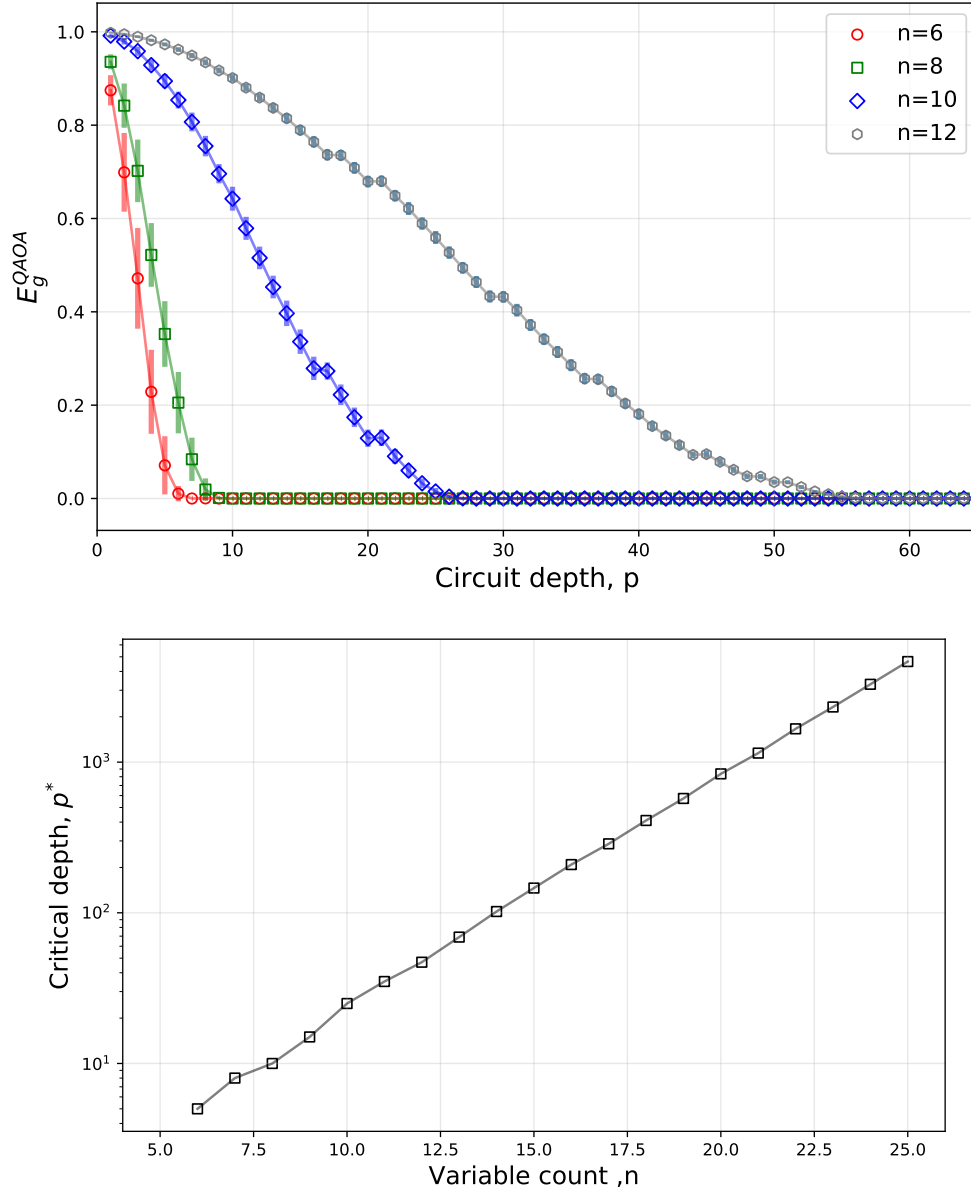 1.0
0.8
0.6
0.4
0.2
0.0
E_g^{QAOA}
n=6
n=8
n=10
n=12
0 10 20 30 40 50 60
Circuit depth, p
10^3
10^2
10^1
Critical depth, p^*
5.0 7.5 10.0 12.5 15.0 17.5 20.0 22.5 25.0
Variable count ,n